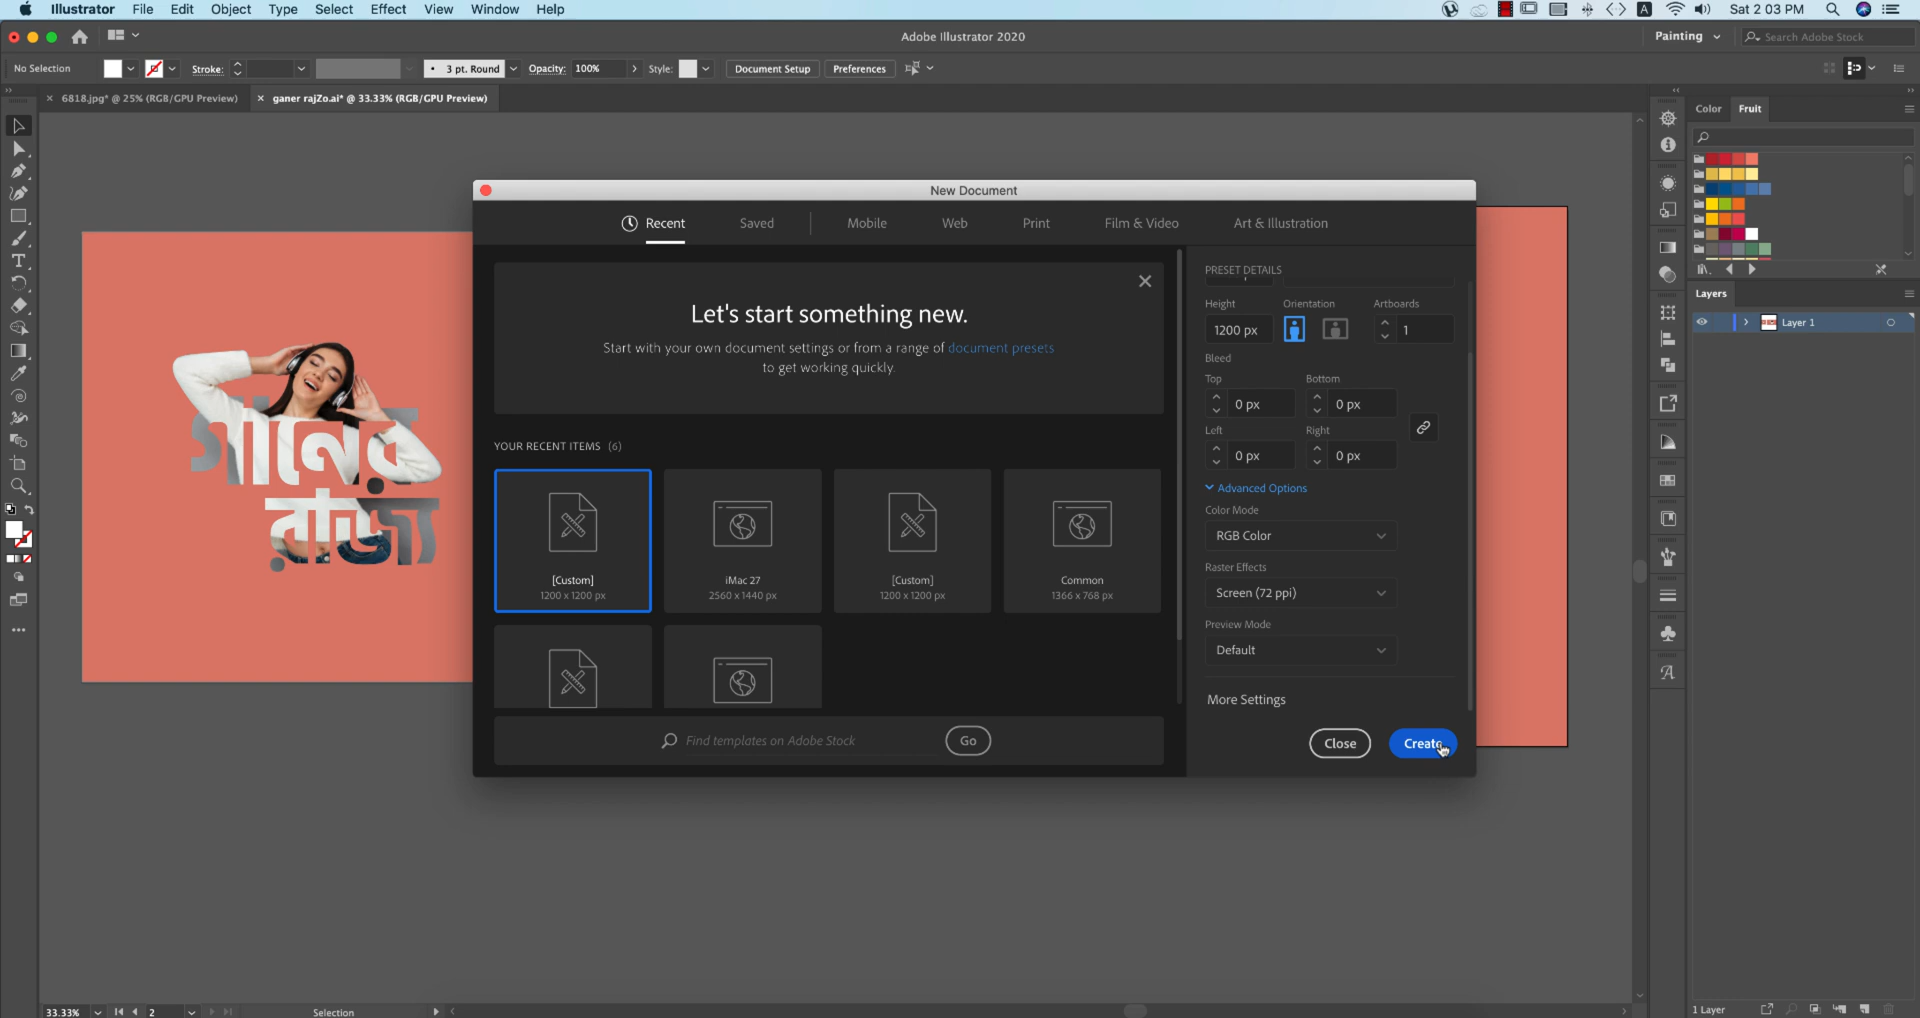 Illustrator File Edit Object Type Select Effect View Window Help
A Sat 2 03 PM
Adobe Illustrator 2020
Painting
Search Adobe Stock
No Selection
Stroke:
3 pt. Round
Opacity: 100%
Style:
Document Setup
Preferences
× 6818.jpg* @ 25% (RGB/GPU Preview)
× ganer rajZo.ai* @ 33.33% (RGB/GPU Preview)
New Document
Recent Saved Mobile Web Print Film & Video Art & Illustration
Let's start something new.
Start with your own document settings or from a range of document presets
to get working quickly.
YOUR RECENT ITEMS (6)
[Custom]
1200 x 1200 px
iMac 27
2560 x 1440 px
[Custom]
1200 x 1200 px
Common
1366 x 768 px
Find templates on Adobe Stock
Go
PRESET DETAILS
Height Orientation Artboards
1200 px 1
Bleed
Top Bottom
0 px 0 px
Left Right
0 px 0 px
Advanced Options
Color Mode
RGB Color
Raster Effects
Screen (72 ppi)
Preview Mode
Default
More Settings
Close
Create
গানের
রাজ্য
Color Fruit
Layers
Layer 1
1 Layer
33.33% 2 Selection